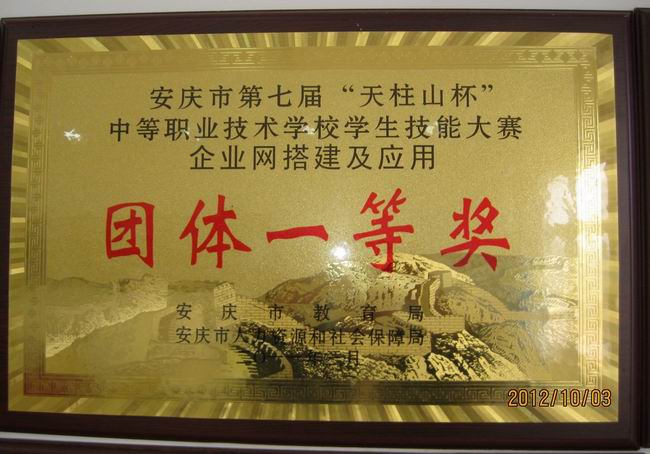 安庆市第七届“天柱山杯”
中等职业技术学校学生技能大赛
企业网搭建及应用
团体一等奖
安庆市教育局
安庆市人力资源和社会保障局
年 月
2012/10/03